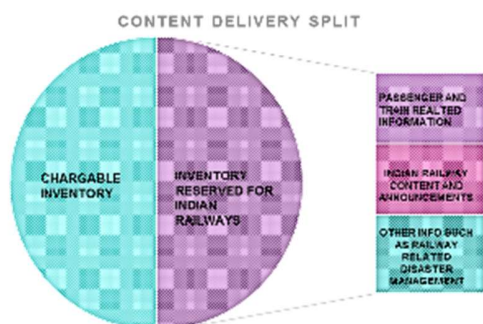 CONTENT DELIVERY SPLIT
CHARGABLE
INVENTORY
INVENTORY
RESERVED FOR
INDIAN
RAILWAYS
PASSENGER AND
TRAIN REALTED
INFORMATION
INDIAN RAILWAY
CONTENT AND
ANNOUNCEMENTS
OTHER INFO SUCH
AS RAILWAY
RELATED
DISASTER
MANAGEMENT